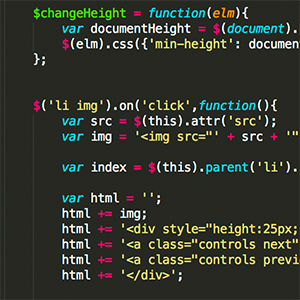 $changeHeight = function(elm){
var documentHeight = $(document).
$(elm).css({'min-height': documen
};
$('li img').on('click',function(){
var src = $(this).attr('src');
var img = '<img src="' + src + '"
var index = $(this).parent('li').
var html = '';
html += img;
html += '<div style="height:25px;
html += '<a class="controls next"
html += '<a class="controls previ
html += '</div>';